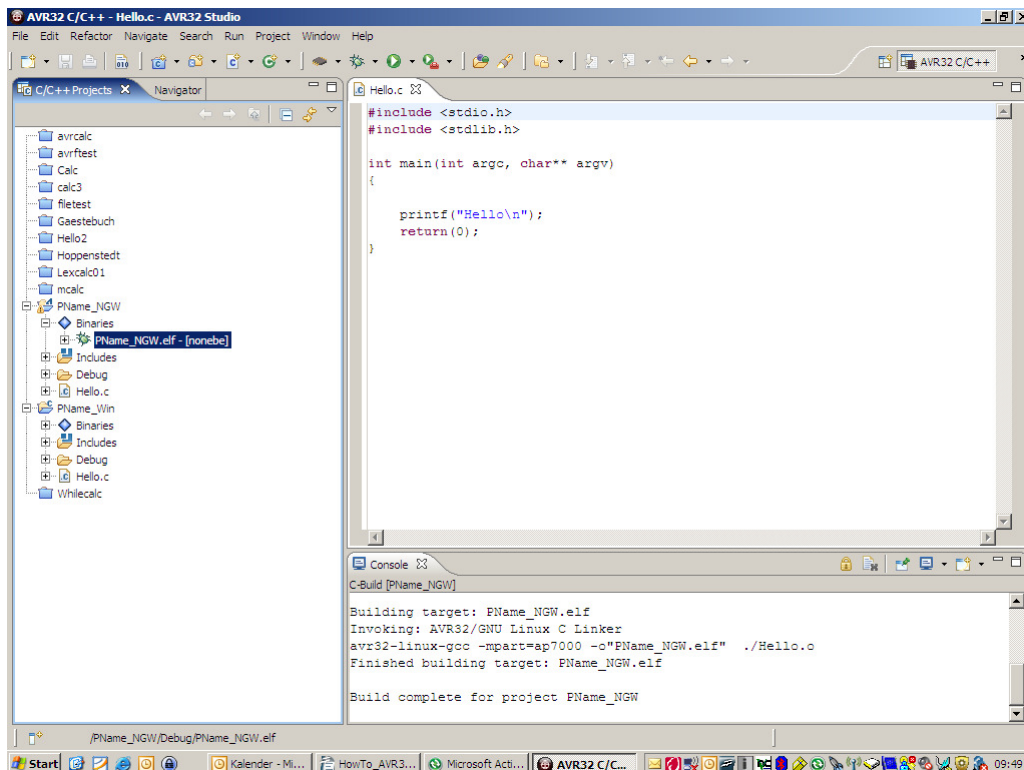 AVR32 C/C++ - Hello.c - AVR32 Studio
File Edit Refactor Navigate Search Run Project Window Help
AVR32 C/C++
C/C++ Projects
Navigator
avrcalc
avrftest
Calc
calc3
filetest
Gaestebuch
Hello2
Hoppenstedt
Lexcalc01
mcalc
PName_NGW
Binaries
PName_NGW.elf - [nonebe]
Includes
Debug
Hello.c
PName_Win
Binaries
Includes
Debug
Hello.c
Whilecalc
Hello.c
#include <stdio.h>
#include <stdlib.h>
int main(int argc, char** argv)
{
printf("Hello\n");
return(0);
}
Console
C-Build [PName_NGW]
Building target: PName_NGW.elf
Invoking: AVR32/GNU Linux C Linker
avr32-linux-gcc -mpart=ap7000 -o"PName_NGW.elf" ./Hello.o
Finished building target: PName_NGW.elf
Build complete for project PName_NGW
/PName_NGW/Debug/PName_NGW.elf
Start
Kalender - Mi...
HowTo_AVR3...
Microsoft Acti...
AVR32 C/C...
09:49